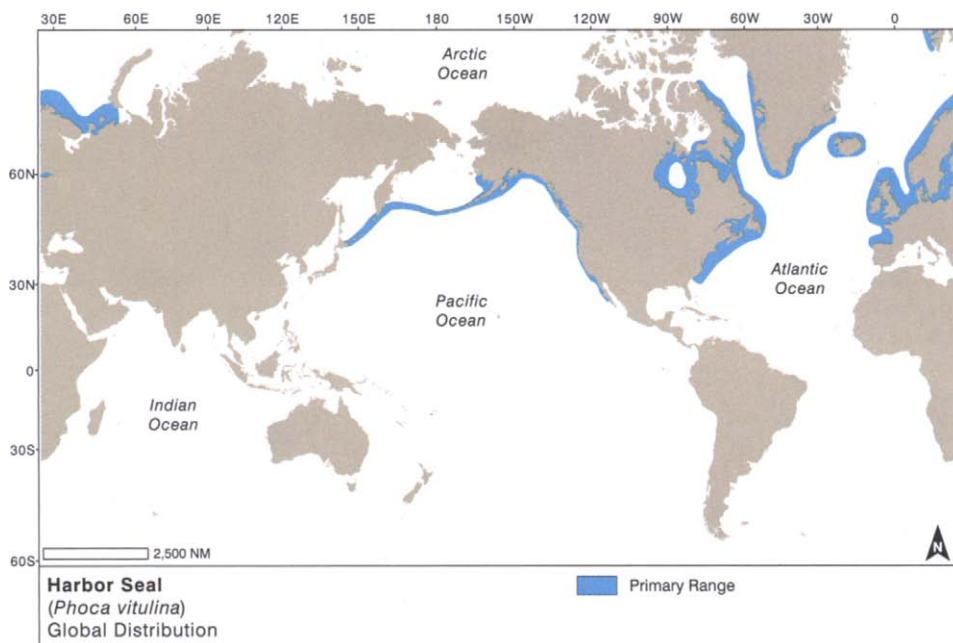 30E 60E 90E 120E 150E 180 150W 120W 90W 60W 30W 0
Arctic
Ocean
60N
Atlantic
Ocean
30N
Pacific
Ocean
0
Indian
Ocean
30S
2,500 NM
N
60S
Harbor Seal
(Phoca vitulina)
Global Distribution
Primary Range